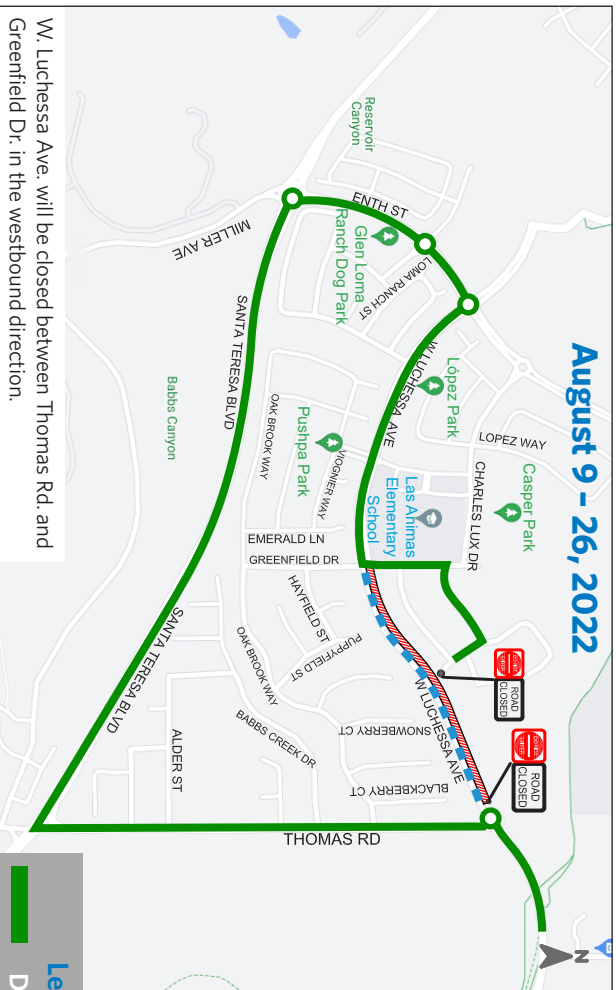 August 9 – 26, 2022
W. Luchessa Ave. will be closed between Thomas Rd. and
Greenfield Dr. in the westbound direction.
Reservoir
Canyon
ENTH ST
MILLER AVE
Glen Loma
Ranch Dog Park
LOMA RANCH ST
SANTA TERESA BLVD
Babbs Canyon
W LUCHESSA AVE
López Park
LOPEZ WAY
Casper Park
CHARLES LUX DR
Las Animas
Elementary
School
Pushpa Park
VIOGNIER WAY
OAK BROOK WAY
EMERALD LN
GREENFIELD DR
HAYFIELD ST
PUPPYFIELD ST
OAK BROOK WAY
BABBS CREEK DR
SANTA TERESA BLVD
ALDER ST
SNOWBERRY CT
BLACKBERRY CT
W LUCHESSA AVE
ROAD
CLOSED
ROAD
CLOSED
THOMAS RD
N
Le
D